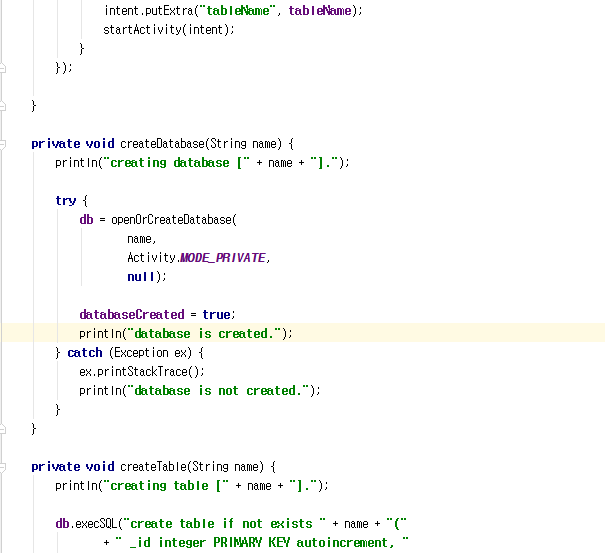 intent.putExtra("tableName", tableName);
startActivity(intent);
}
});
}
private void createDatabase(String name) {
println("creating database [" + name + "].");
try {
db = openOrCreateDatabase(
name,
Activity.MODE_PRIVATE,
null);
databaseCreated = true;
println("database is created.");
} catch (Exception ex) {
ex.printStackTrace();
println("database is not created.");
}
}
private void createTable(String name) {
println("creating table [" + name + "].");
db.execSQL("create table if not exists " + name + "("
+ " _id integer PRIMARY KEY autoincrement, "